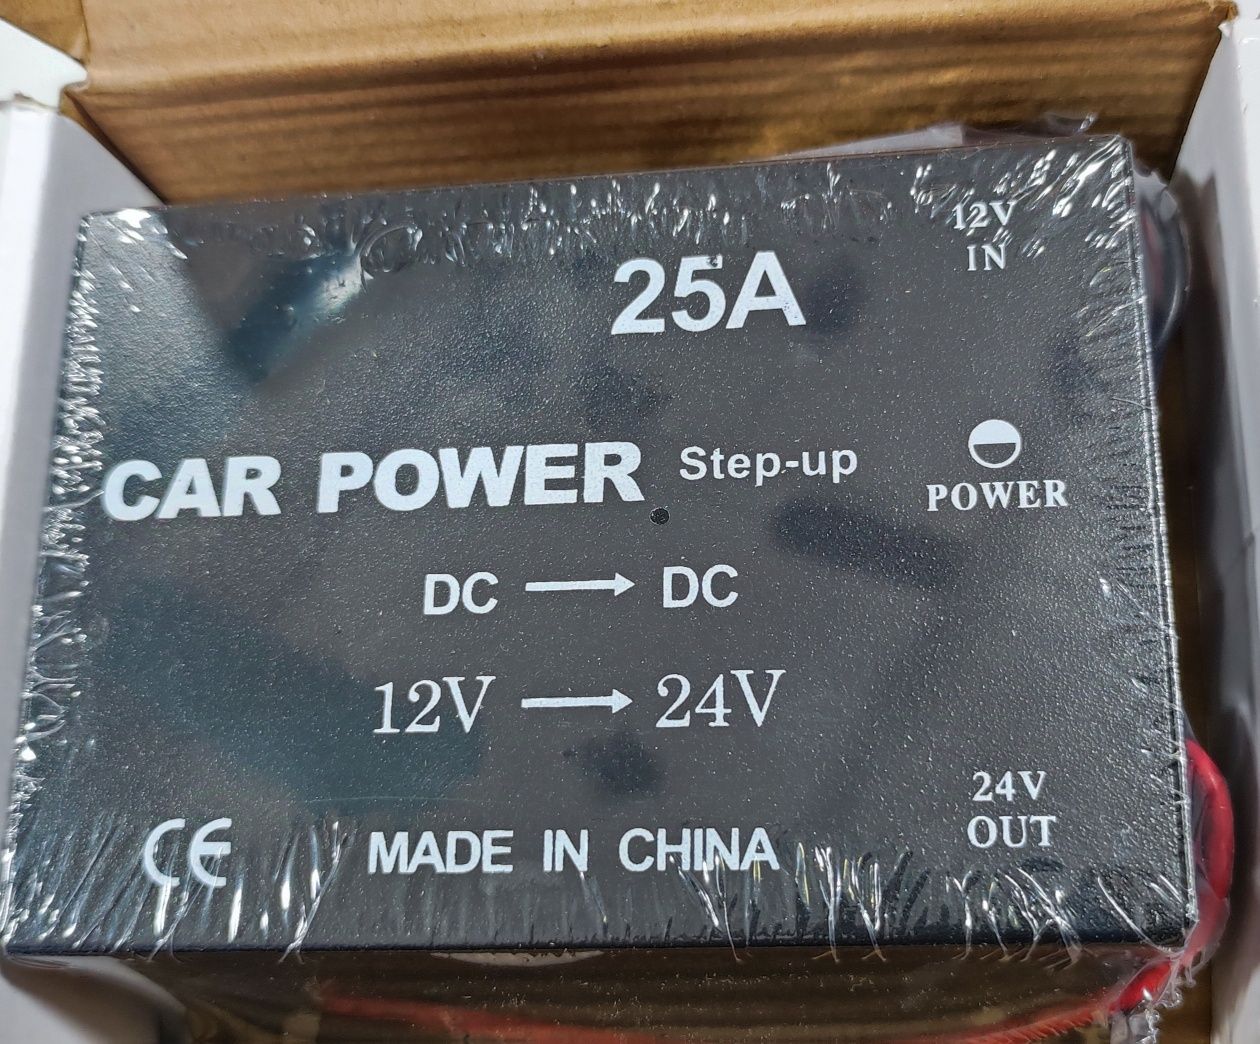 12V
IN
25A
CAR POWER Step-up
POWER
DC → DC
12V → 24V
24V
OUT
CE MADE IN CHINA